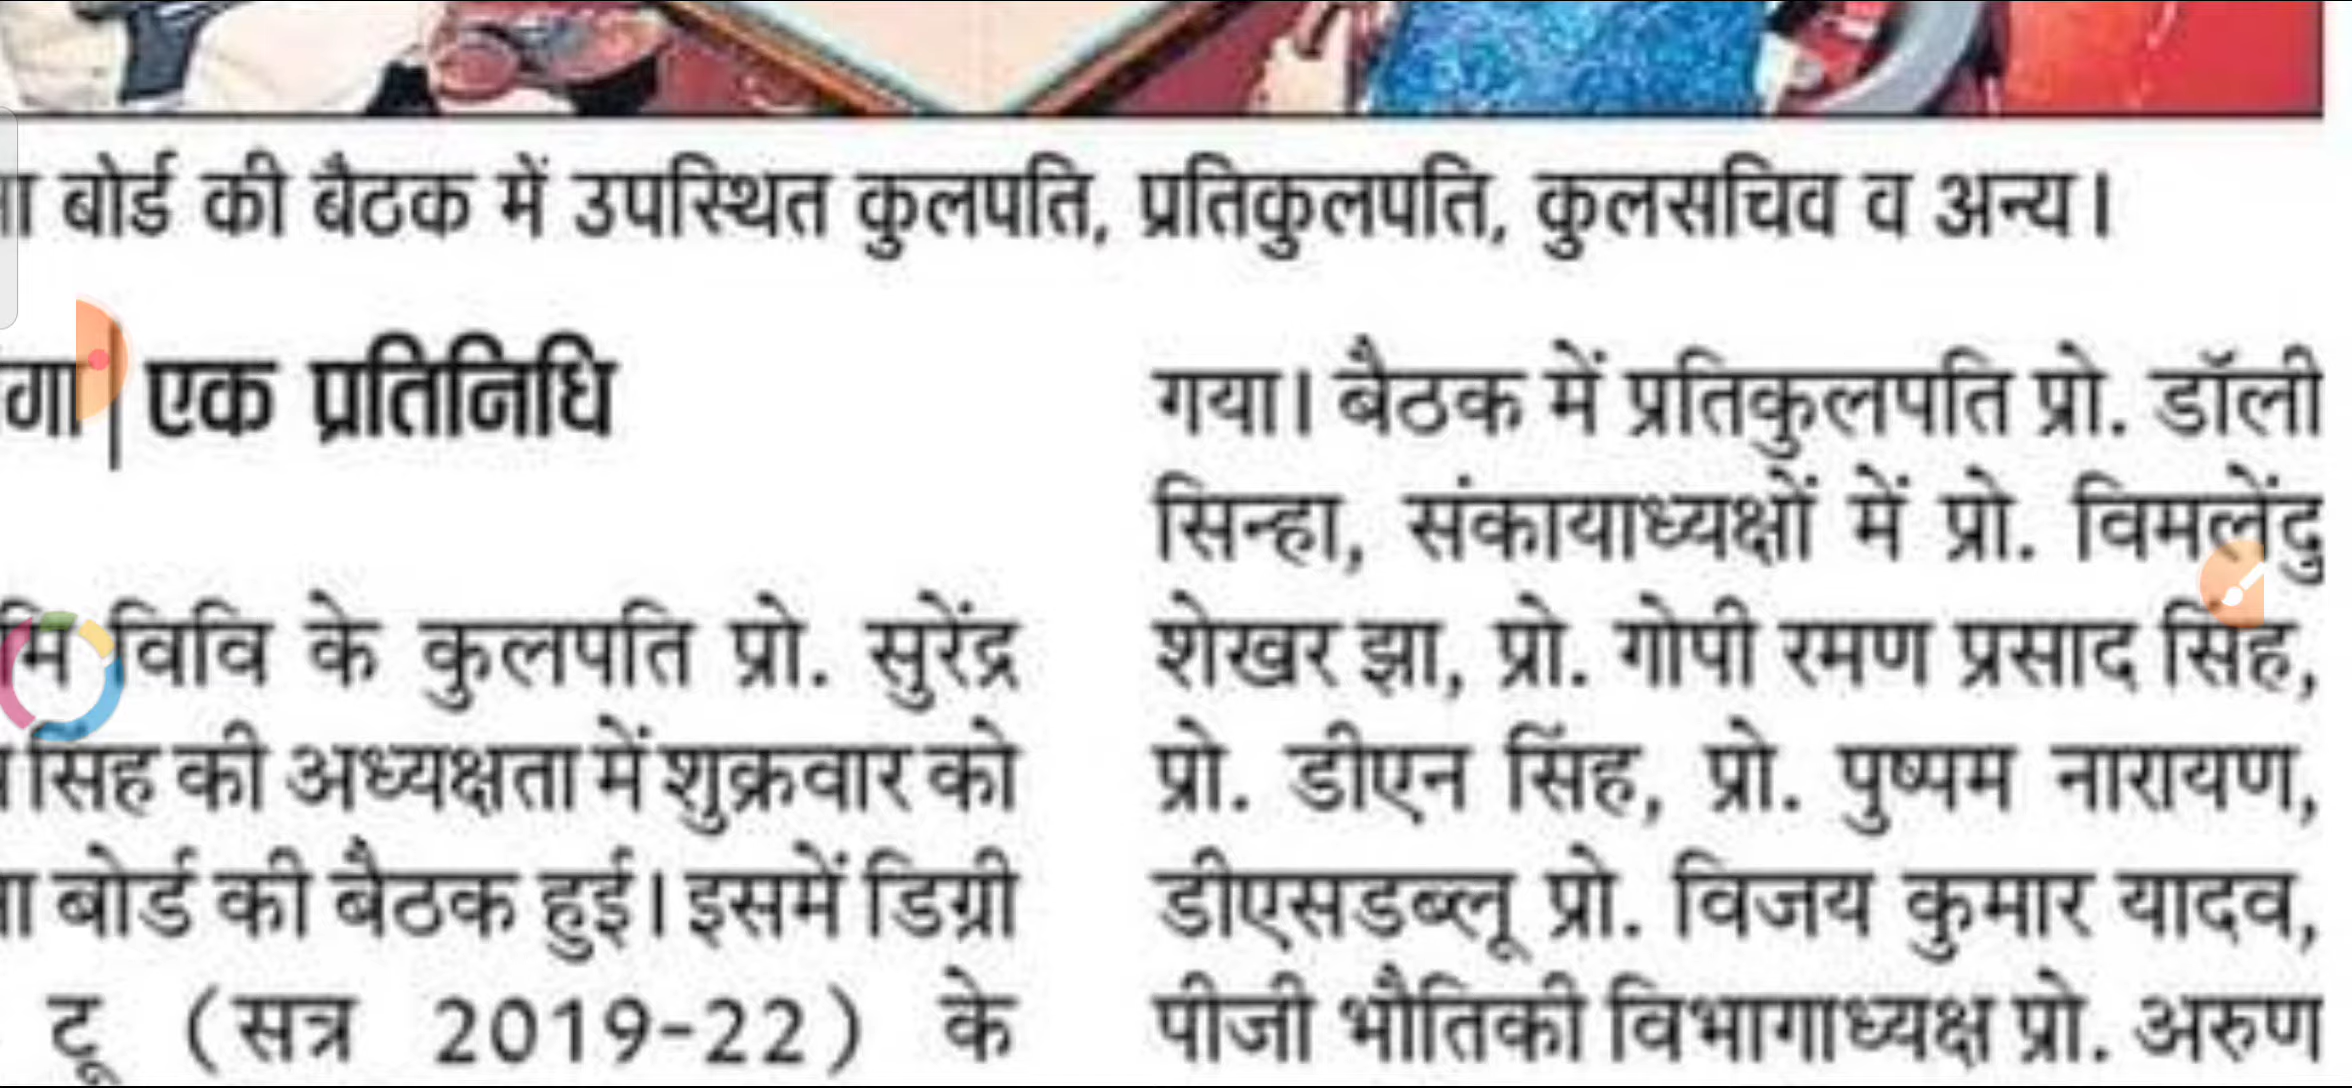 बोर्ड की बैठक में उपस्थित कुलपति, प्रतिकुलपति, कुलसचिव व अन्य।
एक प्रतिनिधि
विवि के कुलपति प्रो. सुरेंद्र
सिंह की अध्यक्षता में शुक्रवार को
बोर्ड की बैठक हुई। इसमें डिग्री
टू (सत्र 2019-22) के
गया। बैठक में प्रतिकुलपति प्रो. डॉली
सिन्हा, संकायाध्यक्षों में प्रो. विमलेंदु
शेखर झा, प्रो. गोपी रमण प्रसाद सिंह,
प्रो. डीएन सिंह, प्रो. पुष्पम नारायण,
डीएसडब्लू प्रो. विजय कुमार यादव,
पीजी भौतिकी विभागाध्यक्ष प्रो. अरुण